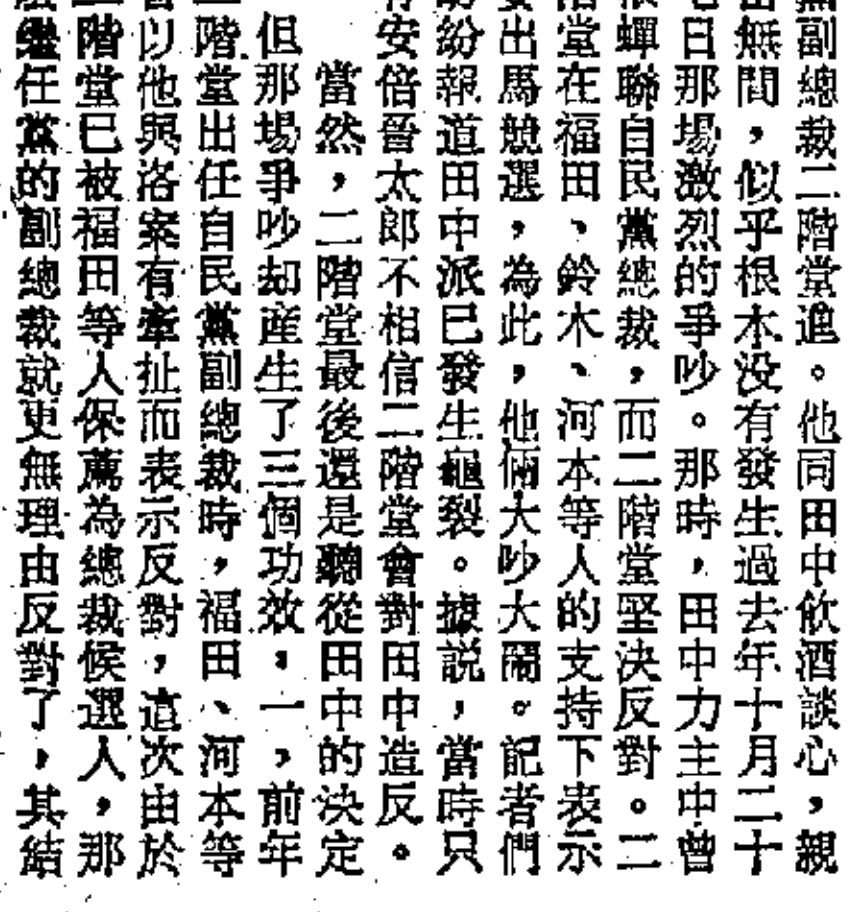 黨副總裁二階堂進。他同田中飲酒談心,親
密無間,似乎根本没有發生過去年十月二十
七日那場激烈的爭吵。那時,田中力主中曾
根蟬聯自民黨總裁,而二階堂堅決反對。二
階堂在福田、鈴木、河本等人的支持下表示
要出馬競選,為此,他倆大吵大鬧。記者們
紛紛報道田中派已發生龜裂。據説,當時只
有安倍晉太郎不相信二階堂會對田中造反。
當然,二階堂最後還是聽從田中的決定
但那場爭吵却産生了三個功效,一,前年
二階堂出任自民黨副總裁時,福田、河本等
曾以他與洛案有牽扯而表示反對,這次由於
二階堂已被福田等人保薦為總裁候選人,那
繼任黨的副總裁就更無理由反對了,其結